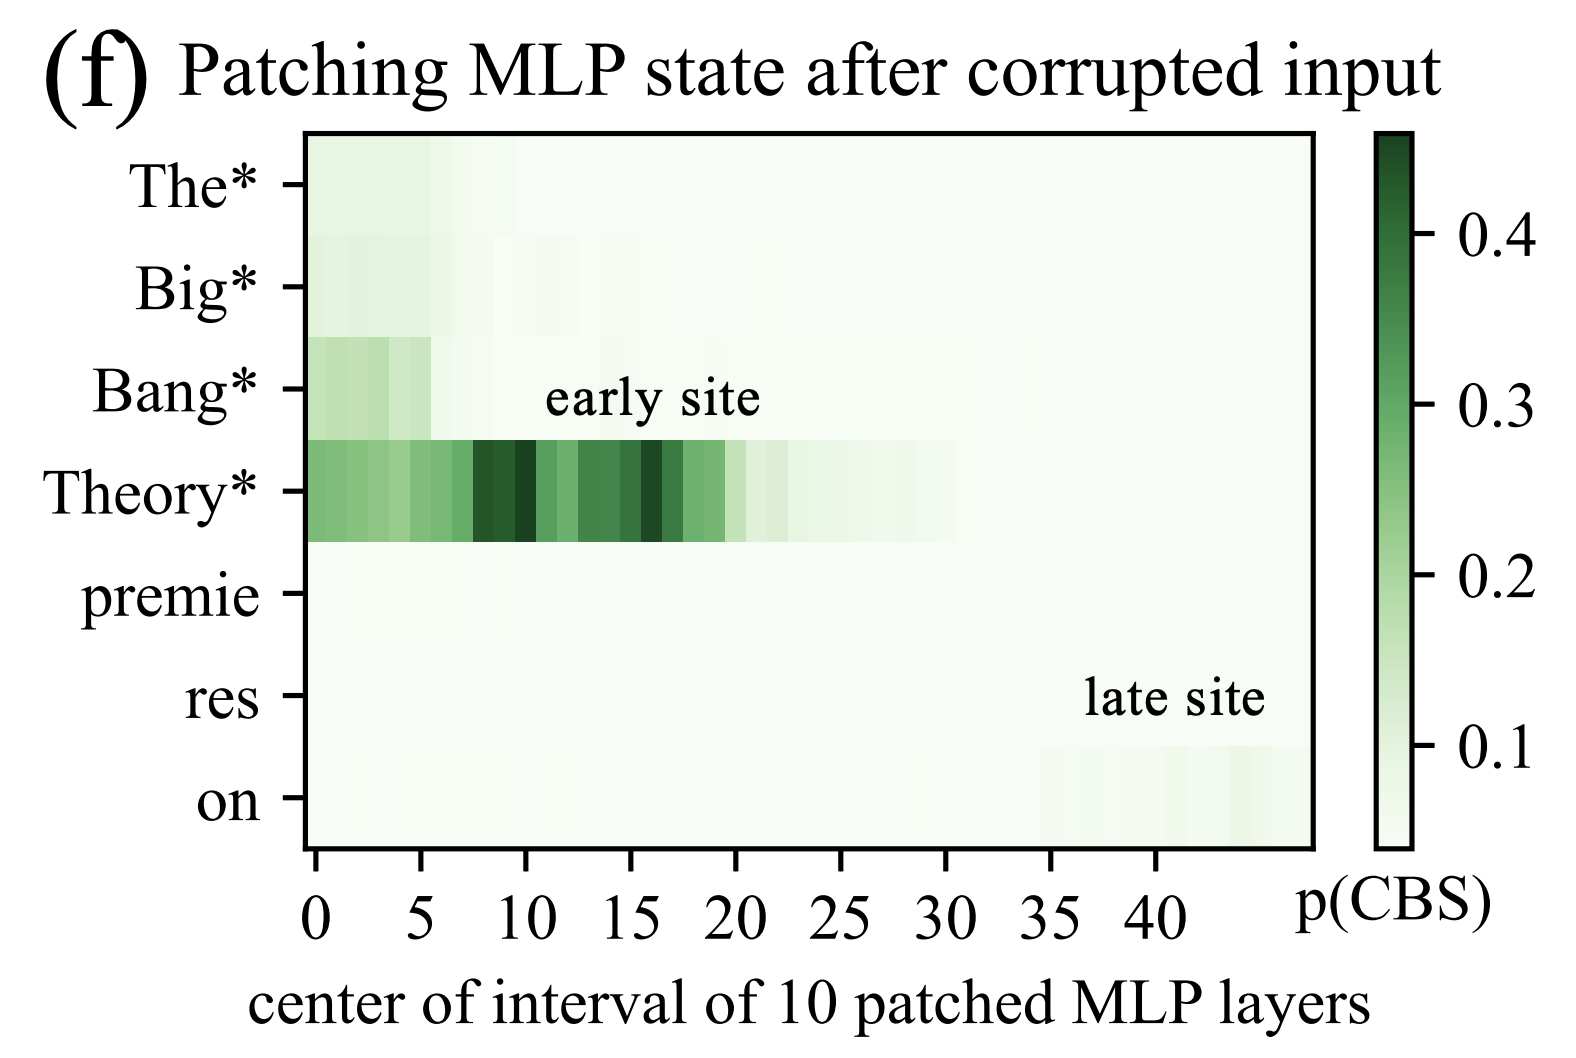 (f) Patching MLP state after corrupted input
The*
Big*
Bang*
early site
Theory*
premie
res
late site
on
0 5 10 15 20 25 30 35 40
center of interval of 10 patched MLP layers
0.4
0.3
0.2
0.1
p(CBS)